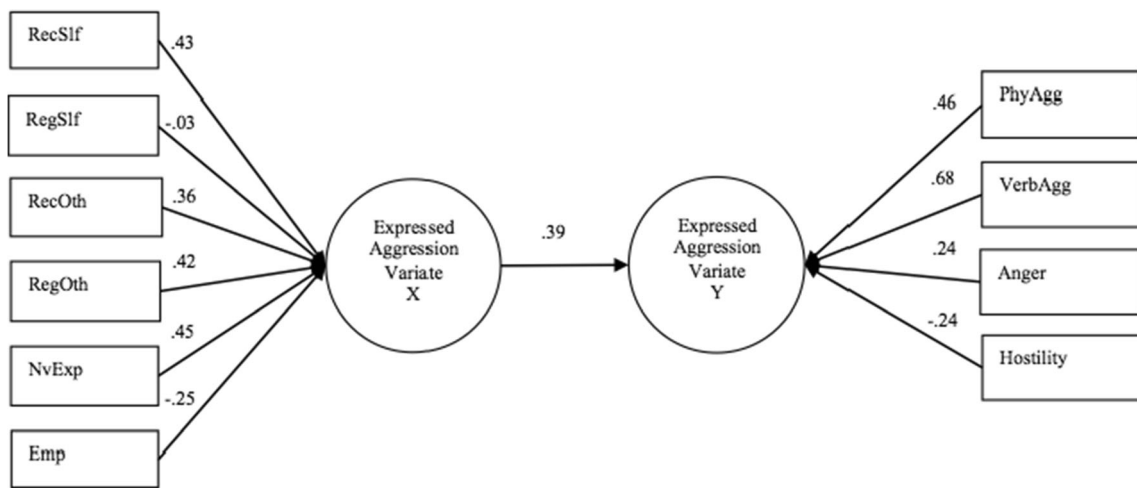 RecSlf
.43
RegSlf
-.03
RecOth
.36
RegOth
.42
NvExp
.45
Emp
-.25
Expressed
Aggression
Variate
X
.39
Expressed
Aggression
Variate
Y
PhyAgg
.46
VerbAgg
.68
Anger
.24
Hostility
-.24